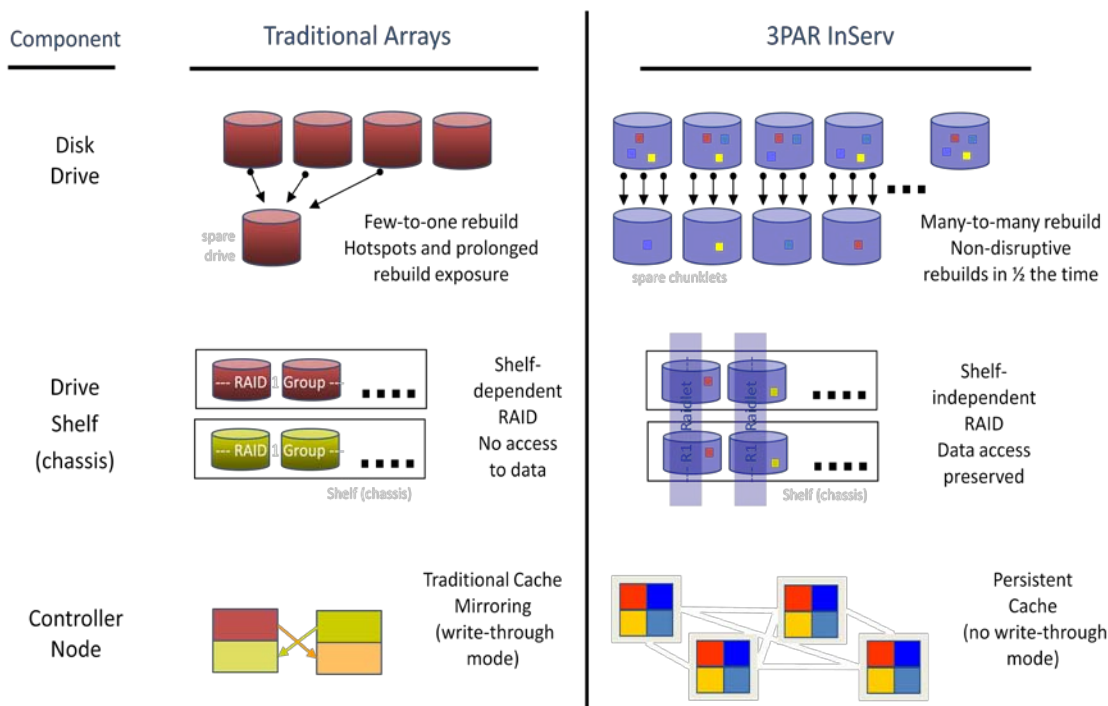 Component
Traditional Arrays
3PAR InServ
Disk
Drive
spare
drive
Few-to-one rebuild
Hotspots and prolonged
rebuild exposure
spare chunklets
Many-to-many rebuild
Non-disruptive
rebuilds in ½ the time
Drive
Shelf
(chassis)
--- RAID 1 Group ---
--- RAID 1 Group ---
Shelf (chassis)
Shelf-
dependent
RAID
No access
to data
--- R1 Raidlet ---
--- R1 Raidlet ---
Shelf (chassis)
Shelf-
independent
RAID
Data access
preserved
Controller
Node
Traditional Cache
Mirroring
(write-through
mode)
Persistent
Cache
(no write-through
mode)